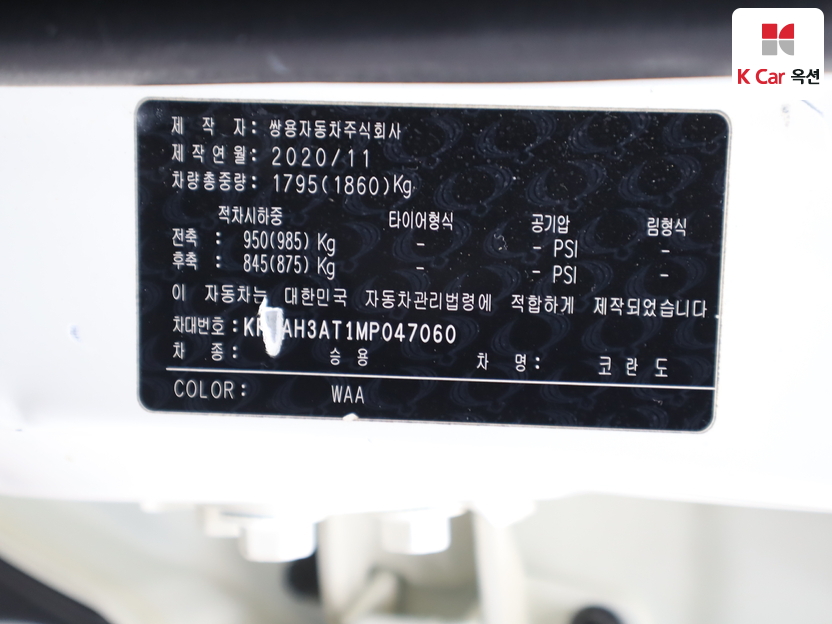 K Car 옥션
제 작 자: 쌍용자동차주식회사
제작연월: 2020/11
차량총중량: 1795(1860)Kg
적차시하중 타이어형식 공기압 림형식
전축 : 950(985) Kg - - PSI -
후축 : 845(875) Kg - - PSI -
이 자동차는 대한민국 자동차관리법령에 적합하게 제작되었습니다.
차대번호:
차 종: 승 용 차 명: 코 란 도
COLOR: WAA